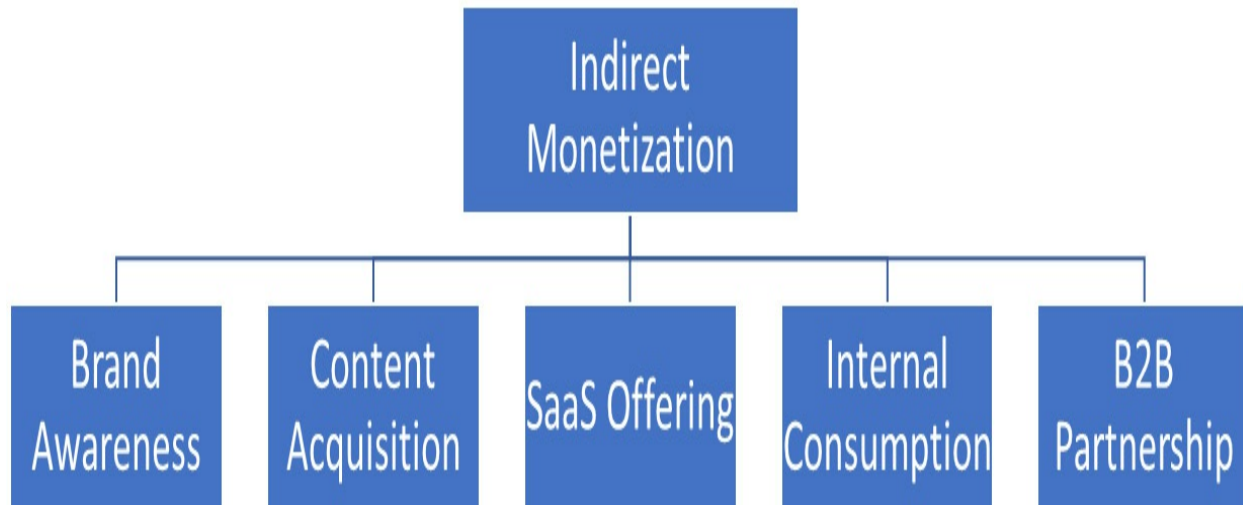 Indirect
Monetization
Brand
Awareness
Content
Acquisition
SaaS Offering
Internal
Consumption
B2B
Partnership